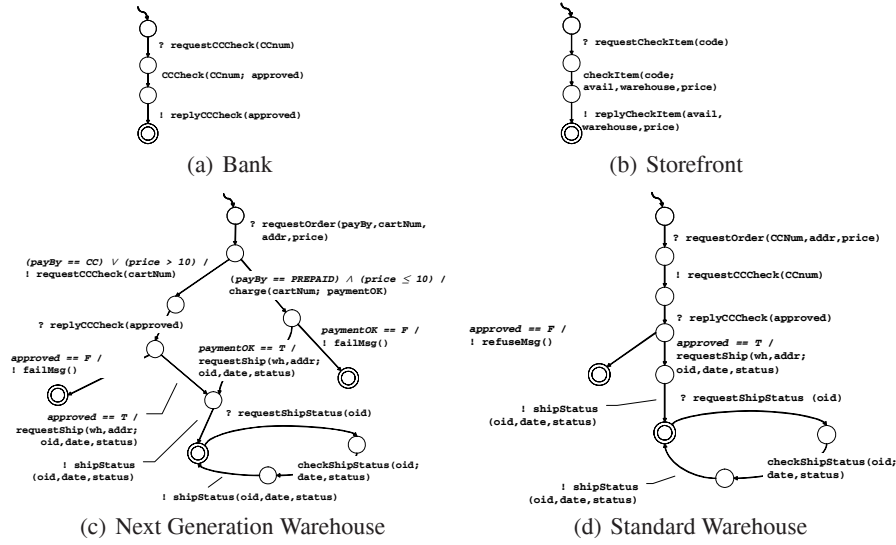 ? requestCCCheck(CCnum)
CCCheck(CCnum; approved)
! replyCCCheck(approved)
(a) Bank
? requestCheckItem(code)
checkItem(code;
avail,warehouse,price)
! replyCheckItem(avail,
warehouse,price)
(b) Storefront
? requestOrder(payBy,cartNum,
addr,price)
(payBy == CC) ∨ (price > 10) /
! requestCCCheck(cartNum)
(payBy == PREPAID) ∧ (price ≤ 10) /
charge(cartNum; paymentOK)
? replyCCCheck(approved)
paymentOK == T /
requestShip(wh,addr;
oid,date,status)
paymentOK == F /
! failMsg()
approved == F /
! failMsg()
approved == T /
requestShip(wh,addr;
oid,date,status)
? requestShipStatus(oid)
! shipStatus
(oid,date,status)
checkShipStatus(oid;
date,status)
! shipStatus(oid,date,status)
(c) Next Generation Warehouse
? requestOrder(CCNum,addr,price)
! requestCCCheck(CCnum)
? replyCCCheck(approved)
approved == F /
! refuseMsg()
approved == T /
requestShip(wh,addr;
oid,date,status)
! shipStatus
(oid,date,status)
? requestShipStatus (oid)
checkShipStatus(oid;
date,status)
! shipStatus
(oid,date,status)
(d) Standard Warehouse